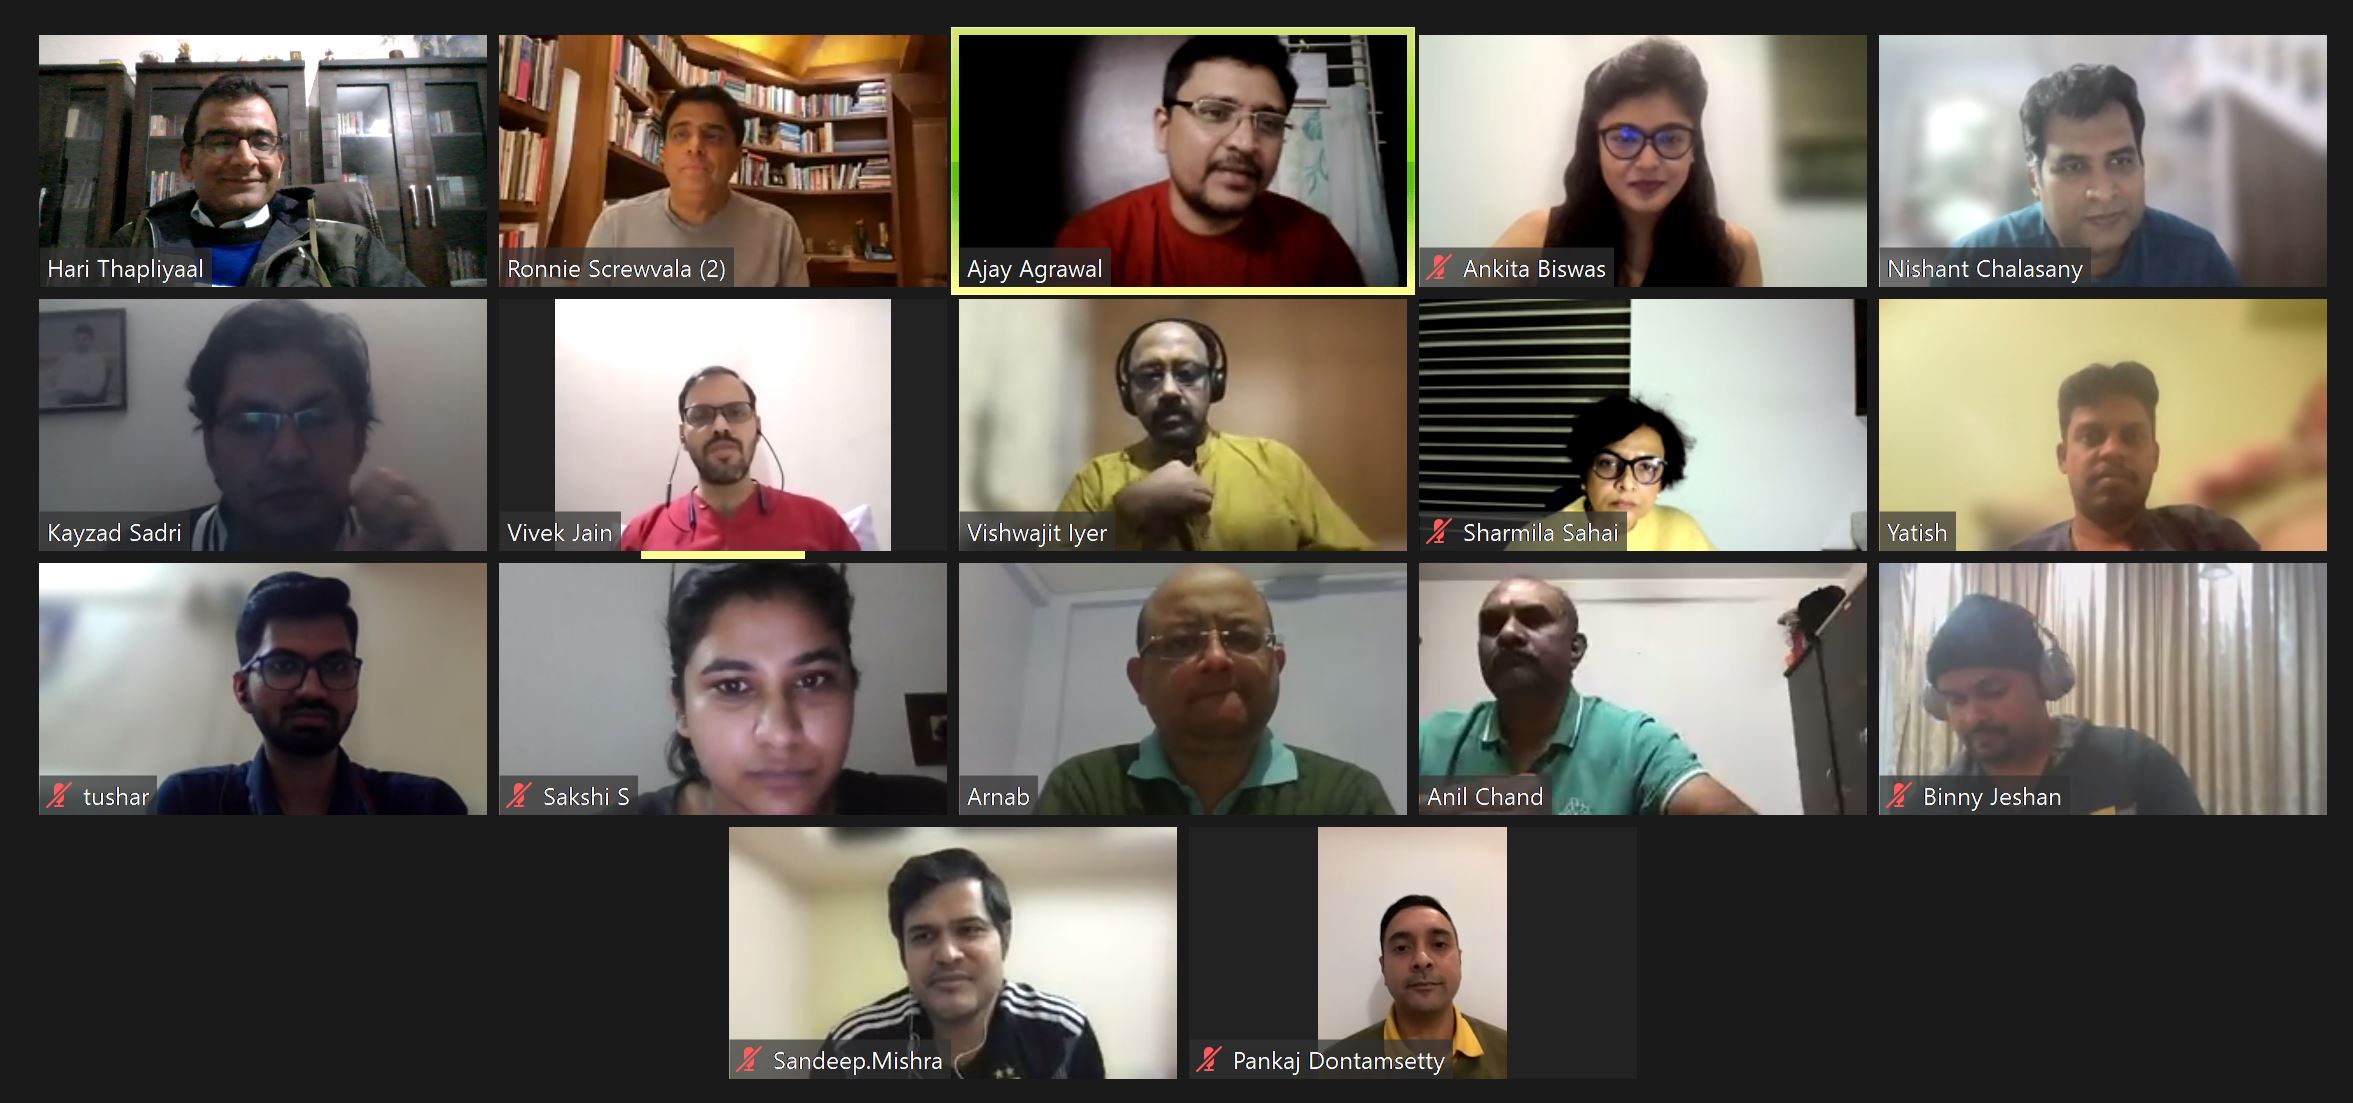 Hari Thapliyaal
Ronnie Screwvala (2)
Ajay Agrawal
Ankita Biswas
Nishant Chalasany
Kayzad Sadri
Vivek Jain
Vishwajit Iyer
Sharmila Sahai
Yatish
tushar
Sakshi S
Arnab
Anil Chand
Binny Jeshan
Sandeep.Mishra
Pankaj Dontamsetty